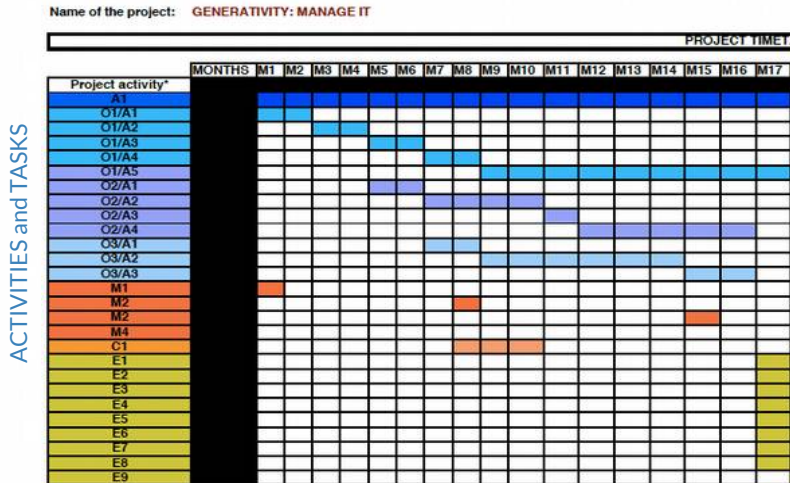 Name of the project: GENERATIVITY: MANAGE IT
PROJECT TIMET
MONTHS M1 M2 M3 M4 M5 M6 M7 M8 M9 M10 M11 M12 M13 M14 M15 M16 M17
Project activity*
A1
O1/A1
O1/A2
O1/A3
O1/A4
O1/A5
O2/A1
O2/A2
O2/A3
O2/A4
O3/A1
O3/A2
O3/A3
M1
M2
M2
M4
C1
E1
E2
E3
E4
E5
E6
E7
E8
E9
ACTIVITIES and TASKS